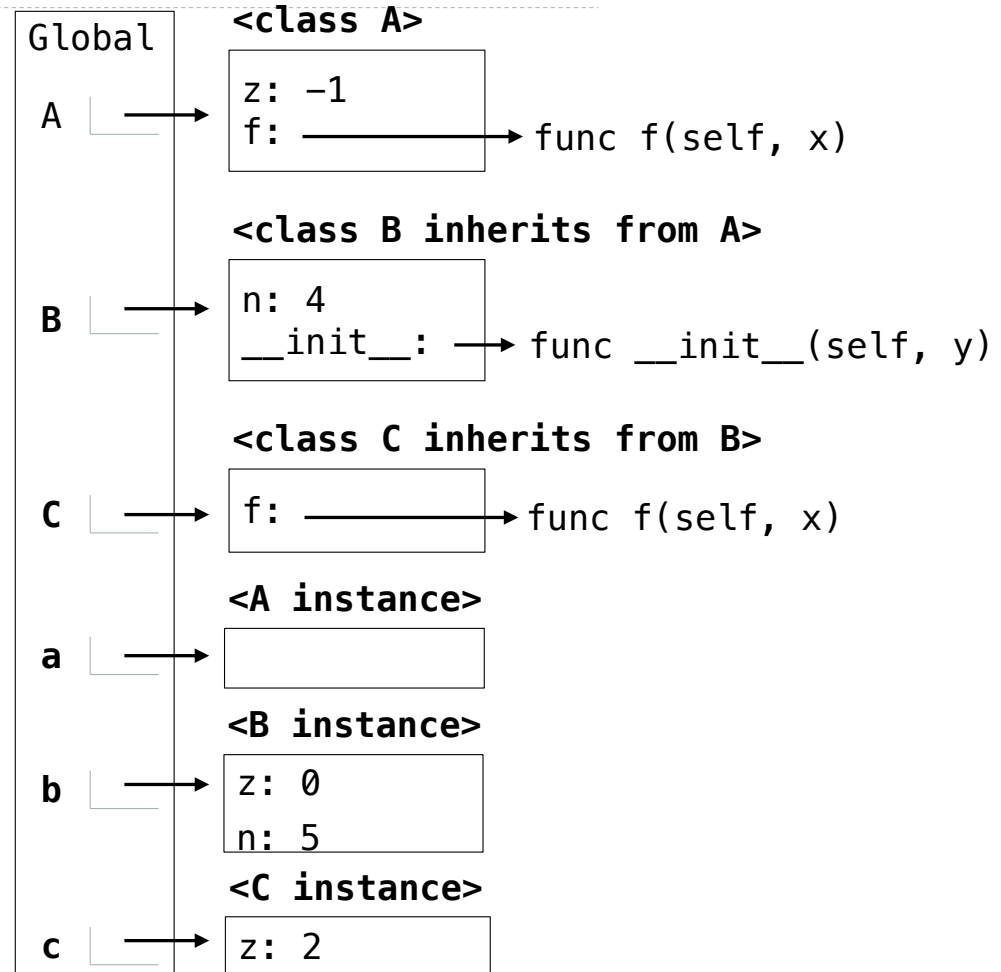 Global
<class A>
A
z: −1
f:
func f(self, x)
<class B inherits from A>
B
n: 4
__init__:
func __init__(self, y)
<class C inherits from B>
C
f:
func f(self, x)
<A instance>
a
<B instance>
b
z: 0
n: 5
<C instance>
c
z: 2